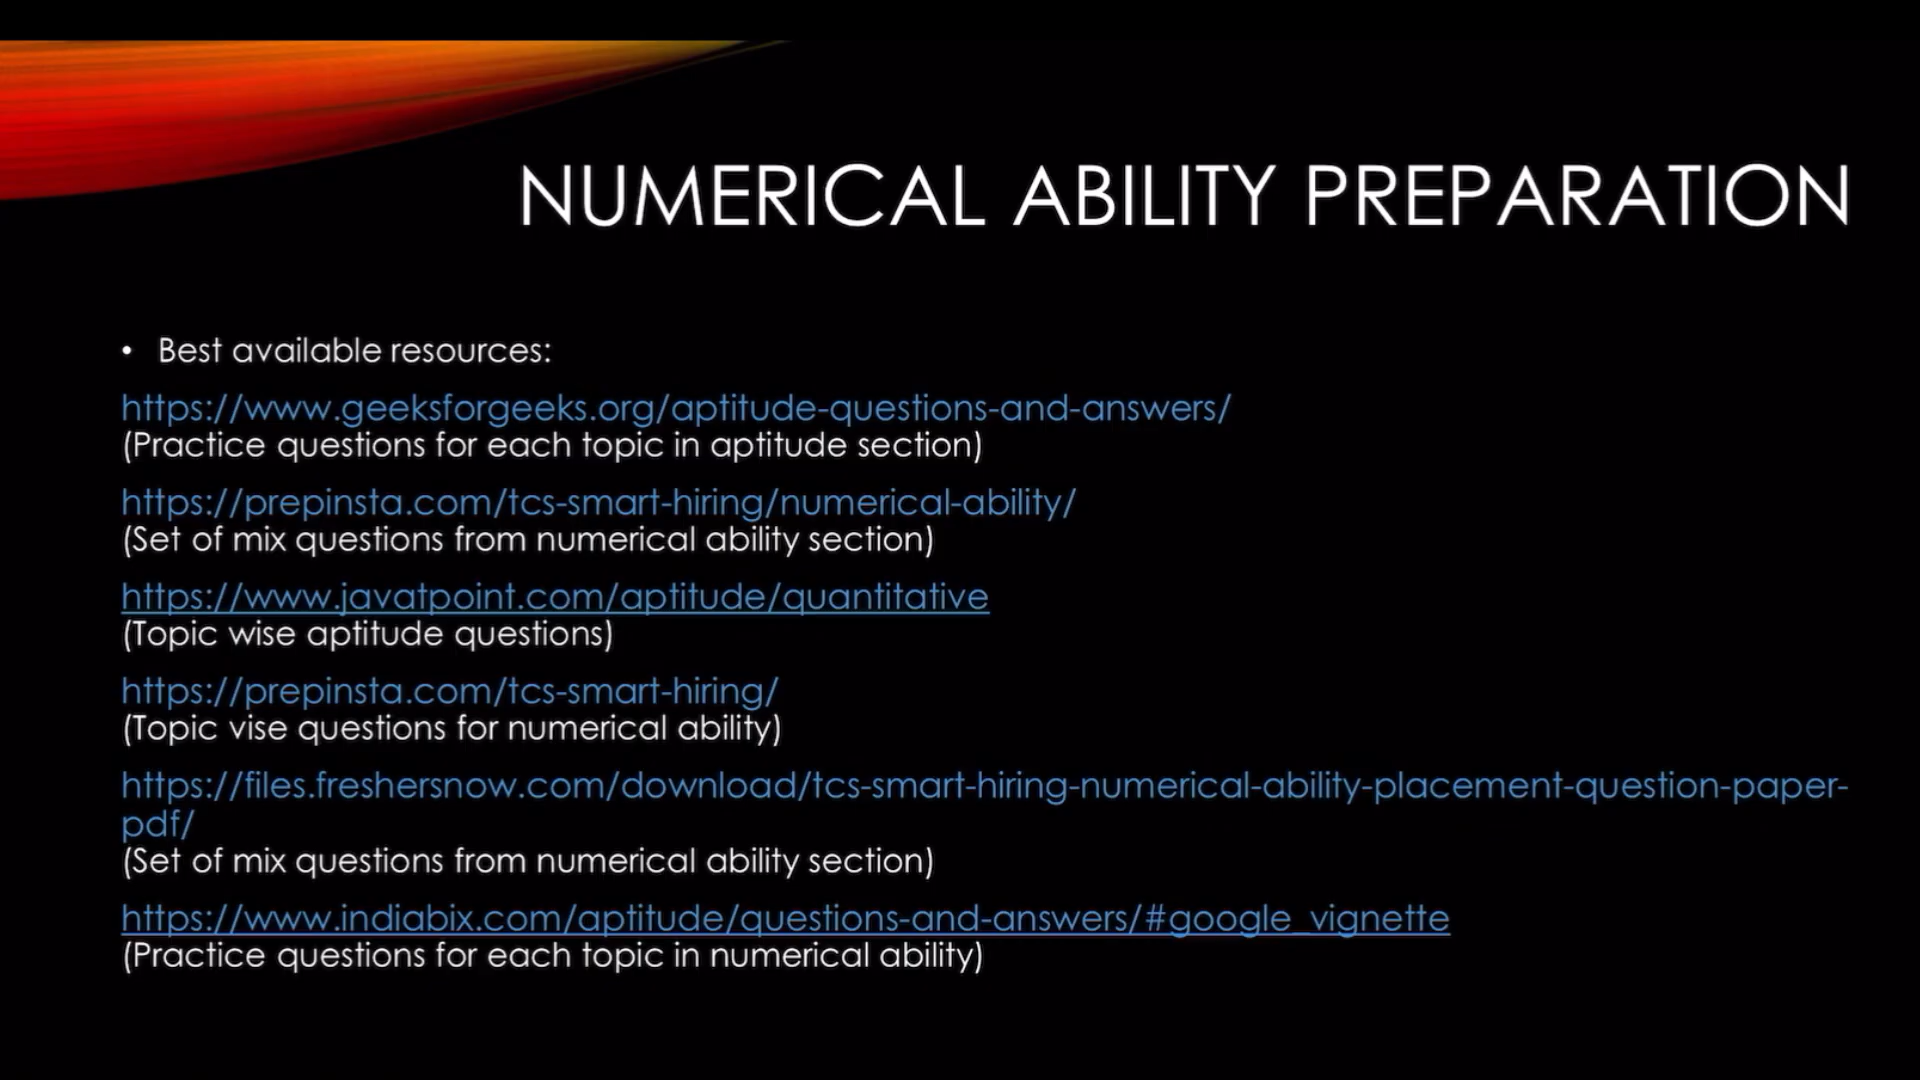 NUMERICAL ABILITY PREPARATION
• Best available resources:
https://www.geeksforgeeks.org/aptitude-questions-and-answers/
(Practice questions for each topic in aptitude section)
https://prepinsta.com/tcs-smart-hiring/numerical-ability/
(Set of mix questions from numerical ability section)
https://www.javatpoint.com/aptitude/quantitative
(Topic wise aptitude questions)
https://prepinsta.com/tcs-smart-hiring/
(Topic vise questions for numerical ability)
https://files.freshersnow.com/download/tcs-smart-hiring-numerical-ability-placement-question-paper-
pdf/
(Set of mix questions from numerical ability section)
https://www.indiabix.com/aptitude/questions-and-answers/#google_vignette
(Practice questions for each topic in numerical ability)